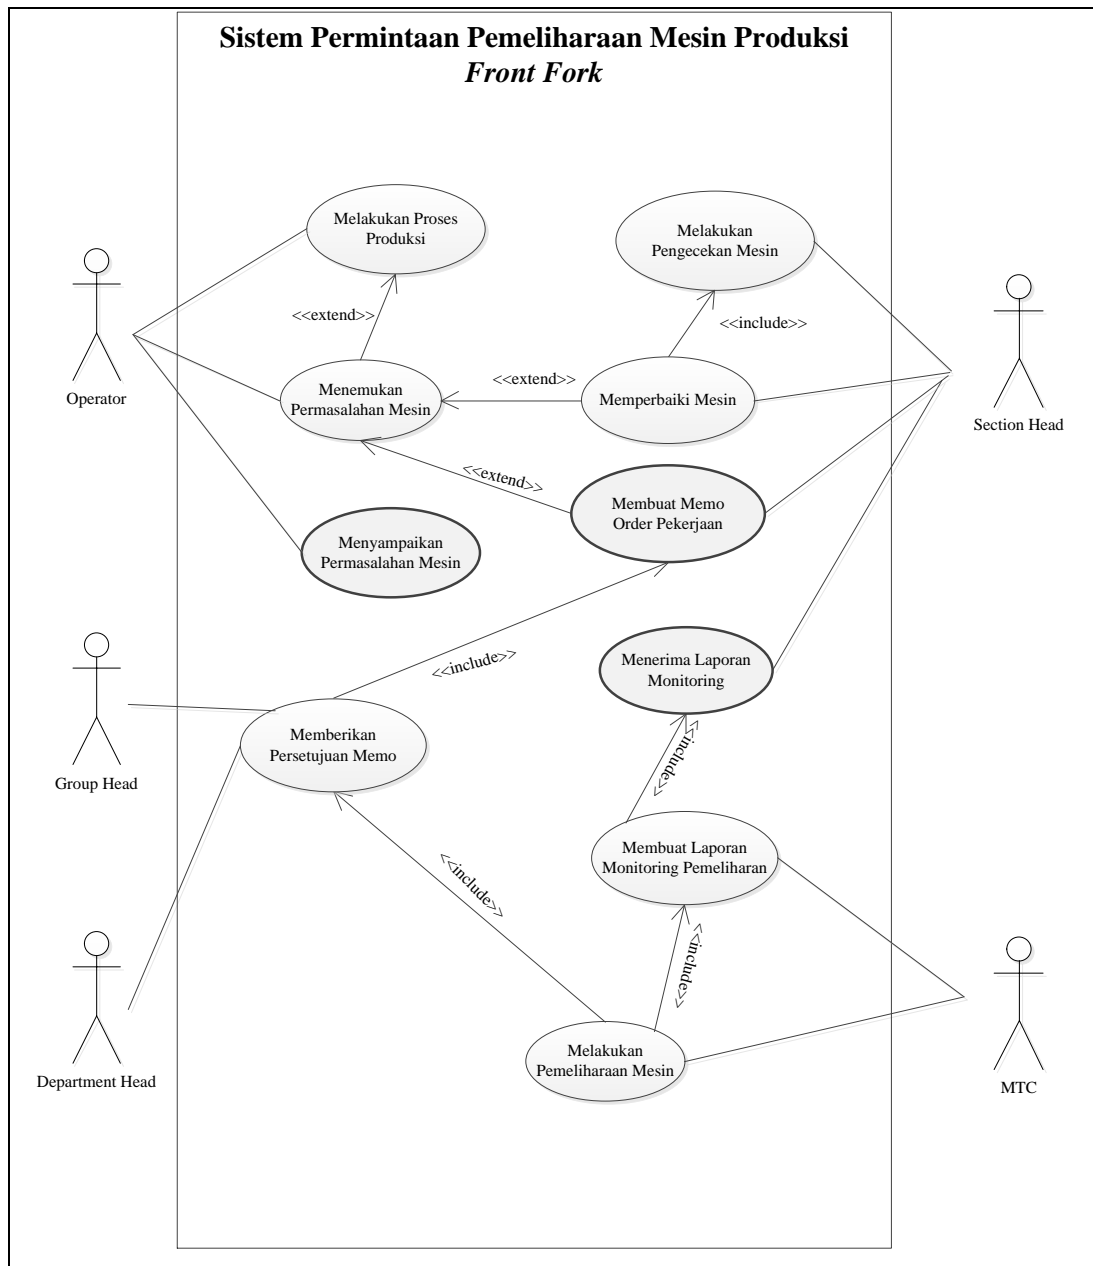 Sistem Permintaan Pemeliharaan Mesin Produksi
Front Fork
Melakukan Proses
Produksi
Melakukan
Pengecekan Mesin
Operator
<<extend>>
<<include>>
Section Head
Menemukan
Permasalahan Mesin
<<extend>>
Memperbaiki Mesin
<<extend>>
Membuat Memo
Order Pekerjaan
Menyampaikan
Permasalahan Mesin
<<include>>
Menerima Laporan
Monitoring
Group Head
Memberikan
Persetujuan Memo
<<include>>
Membuat Laporan
Monitoring Pemeliharan
<<include>>
<<include>>
Melakukan
Pemeliharaan Mesin
Department Head
MTC